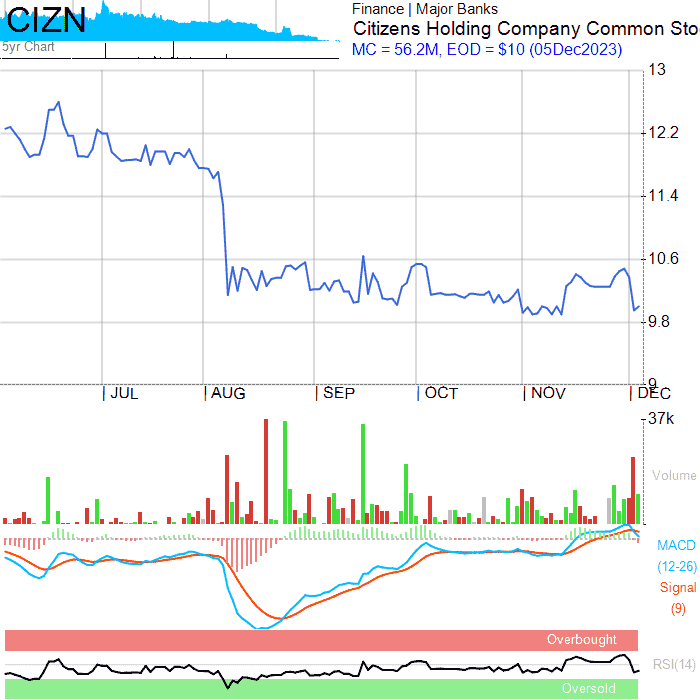 CIZN
Finance | Major Banks
Citizens Holding Company Common Sto
MC = 56.2M, EOD = $10 (05Dec2023)
5yr Chart
13
12.2
11.4
10.6
9.8
9
JUL AUG SEP OCT NOV DEC
37k
Volume
MACD
(12-26)
Signal
(9)
Overbought
RSI(14)
Oversold